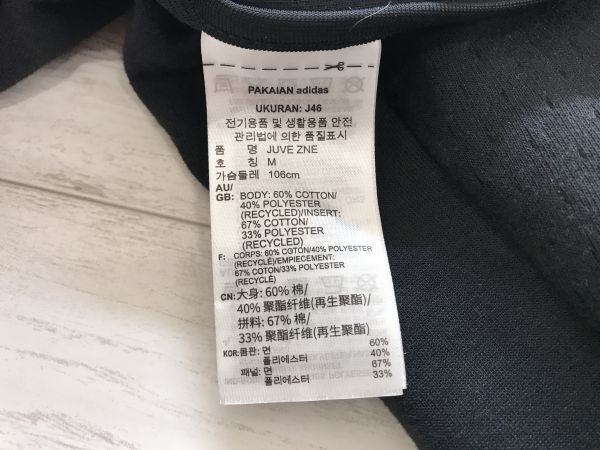 PAKAIAN adidas
UKURAN: J46
전기용품 및 생활용품 안전
관리법에 의한 품질표시
품 명 JUVE ZNE
호 칭 M
가슴둘레 106cm
AU/
GB: BODY: 60% COTTON/
40% POLYESTER
(RECYCLED)/INSERT:
67% COTTON/
33% POLYESTER
(RECYCLED)
F: CORPS: 60% COTON/40% POLYESTER
(RECYCLÉ)/EMPIECEMENT:
67% COTON/33% POLYESTER
(RECYCLÉ)
CN: 大身: 60% 棉/
40% 聚酯纤维(再生聚酯)/
拼料: 67% 棉/
33% 聚酯纤维(再生聚酯)
KOR: 몸판: 면 60%
폴리에스터 40%
패널: 면 67%
폴리에스터 33%